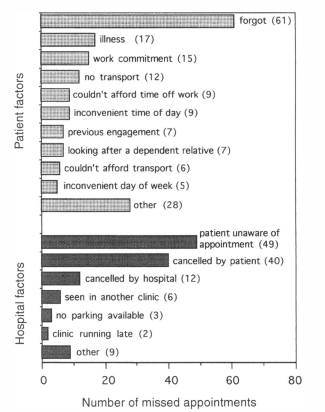 Patient factors
forgot (61)
illness (17)
work commitment (15)
no transport (12)
couldn't afford time off work (9)
inconvenient time of day (9)
previous engagement (7)
looking after a dependent relative (7)
couldn't afford transport (6)
inconvenient day of week (5)
other (28)
Hospital factors
patient unaware of
appointment (49)
cancelled by patient (40)
cancelled by hospital (12)
seen in another clinic (6)
no parking available (3)
clinic running late (2)
other (9)
0 20 40 60 80
Number of missed appointments